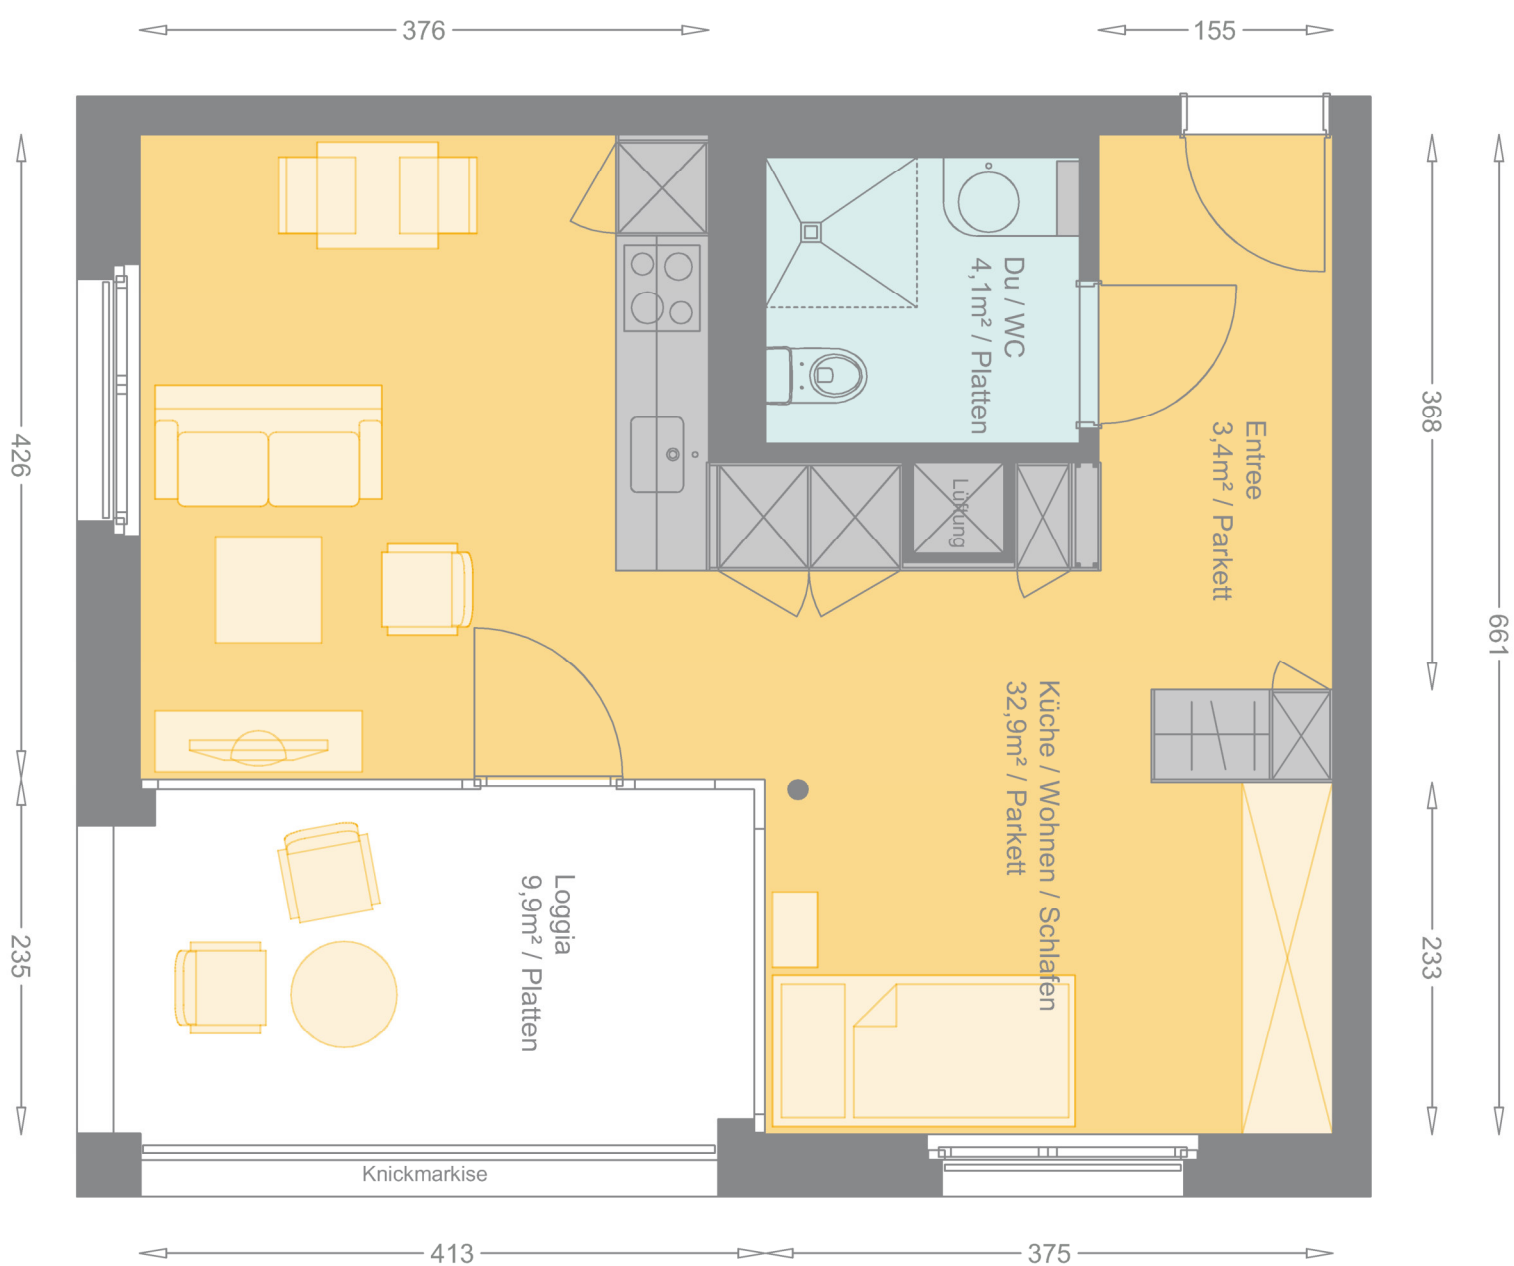 376
155
Du / WC
4,1m² / Platten
368
Entree
3,4m² / Parkett
426
Lüftung
661
Küche / Wohnen / Schlafen
32,9m² / Parkett
Loggia
9,9m² / Platten
235
233
Knickmarkise
413
375